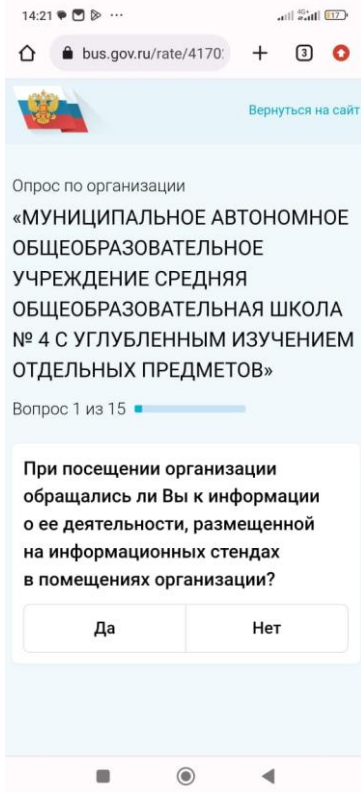 14:21
17
bus.gov.ru/rate/4170
3
Вернуться на сайт
Опрос по организации
«МУНИЦИПАЛЬНОЕ АВТОНОМНОЕ
ОБЩЕОБРАЗОВАТЕЛЬНОЕ
УЧРЕЖДЕНИЕ СРЕДНЯЯ
ОБЩЕОБРАЗОВАТЕЛЬНАЯ ШКОЛА
№ 4 С УГЛУБЛЕННЫМ ИЗУЧЕНИЕМ
ОТДЕЛЬНЫХ ПРЕДМЕТОВ»
Вопрос 1 из 15
При посещении организации
обращались ли Вы к информации
о ее деятельности, размещенной
на информационных стендах
в помещениях организации?
Да
Нет